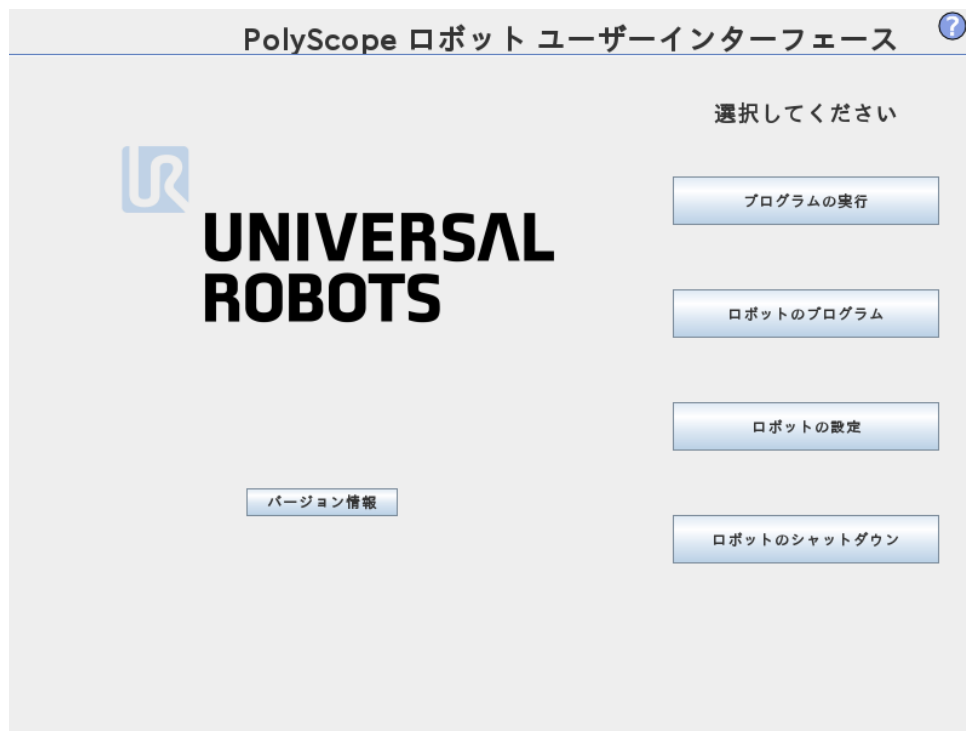 PolyScope ロボット ユーザーインターフェース
?
選択してください
UR
UNIVERSAL
ROBOTS
プログラムの実行
ロボットのプログラム
ロボットの設定
バージョン情報
ロボットのシャットダウン